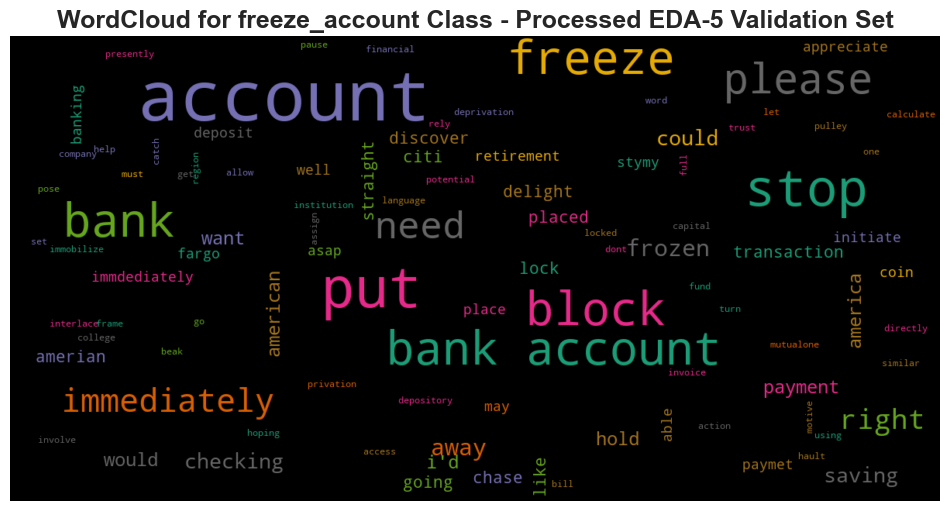 WordCloud for freeze_account Class - Processed EDA-5 Validation Set
presently
pause
financial
freeze
appreciate
account
please
banking
deprivation
word
let
calculate
rely
trust
pulley
deposit
discover
could
company
help
catch
region
straight
citi
retirement
stymy
full
one
must
get
well
allow
potential
delight
stop
pose
language
institution
assign
placed
bank
need
capital
set
want
locked
initiate
immobilize
fargo
asap
dont
frozen
transaction
immdediately
lock
coin
american
put
fund
america
place
block
turn
interlace
frame
go
directly
college
amerian
beak
bank account
mutualone
similar
privation
invoice
payment
immediately
depository
may
right
motive
hoping
able
action
using
involve
away
hold
access
hault
would
checking
i'd
like
paymet
going
chase
bill
saving